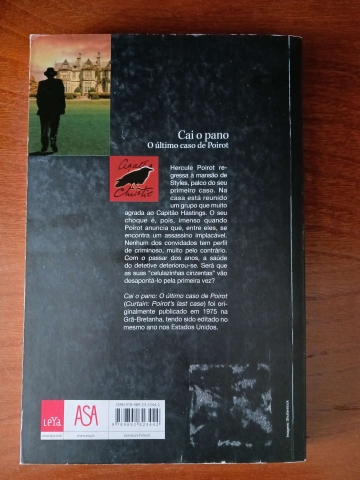 Cai o pano
O último caso de Poirot
Agatha
Christie
Hercule Poirot re-
gressa à mansão de
Styles, palco do seu
primeiro caso. Na
casa está reunido
um grupo que muito
agrada ao Capitão Hastings. O seu
choque é, pois, imenso quando
Poirot anuncia que, entre eles, se
encontra um assassino implacável.
Nenhum dos convidados tem perfil
de criminoso, muito pelo contrário.
Com o passar dos anos, a saúde
do detetive deteriorou-se. Será que
as suas “celulazinhas cinzentas” vão
desapontá-lo pela primeira vez?
Cai o pano: O último caso de Poirot
(Curtain: Poirot's last case) foi ori-
ginalmente publicado em 1975 na
Grã-Bretanha, tendo sido editado no
mesmo ano nos Estados Unidos.
LeYa
ASA